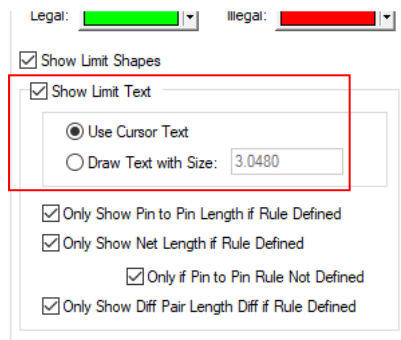 Legal: Illegal:
Show Limit Shapes
Show Limit Text
Use Cursor Text
Draw Text with Size: 3.0480
Only Show Pin to Pin Length if Rule Defined
Only Show Net Length if Rule Defined
Only if Pin to Pin Rule Not Defined
Only Show Diff Pair Length Diff if Rule Defined